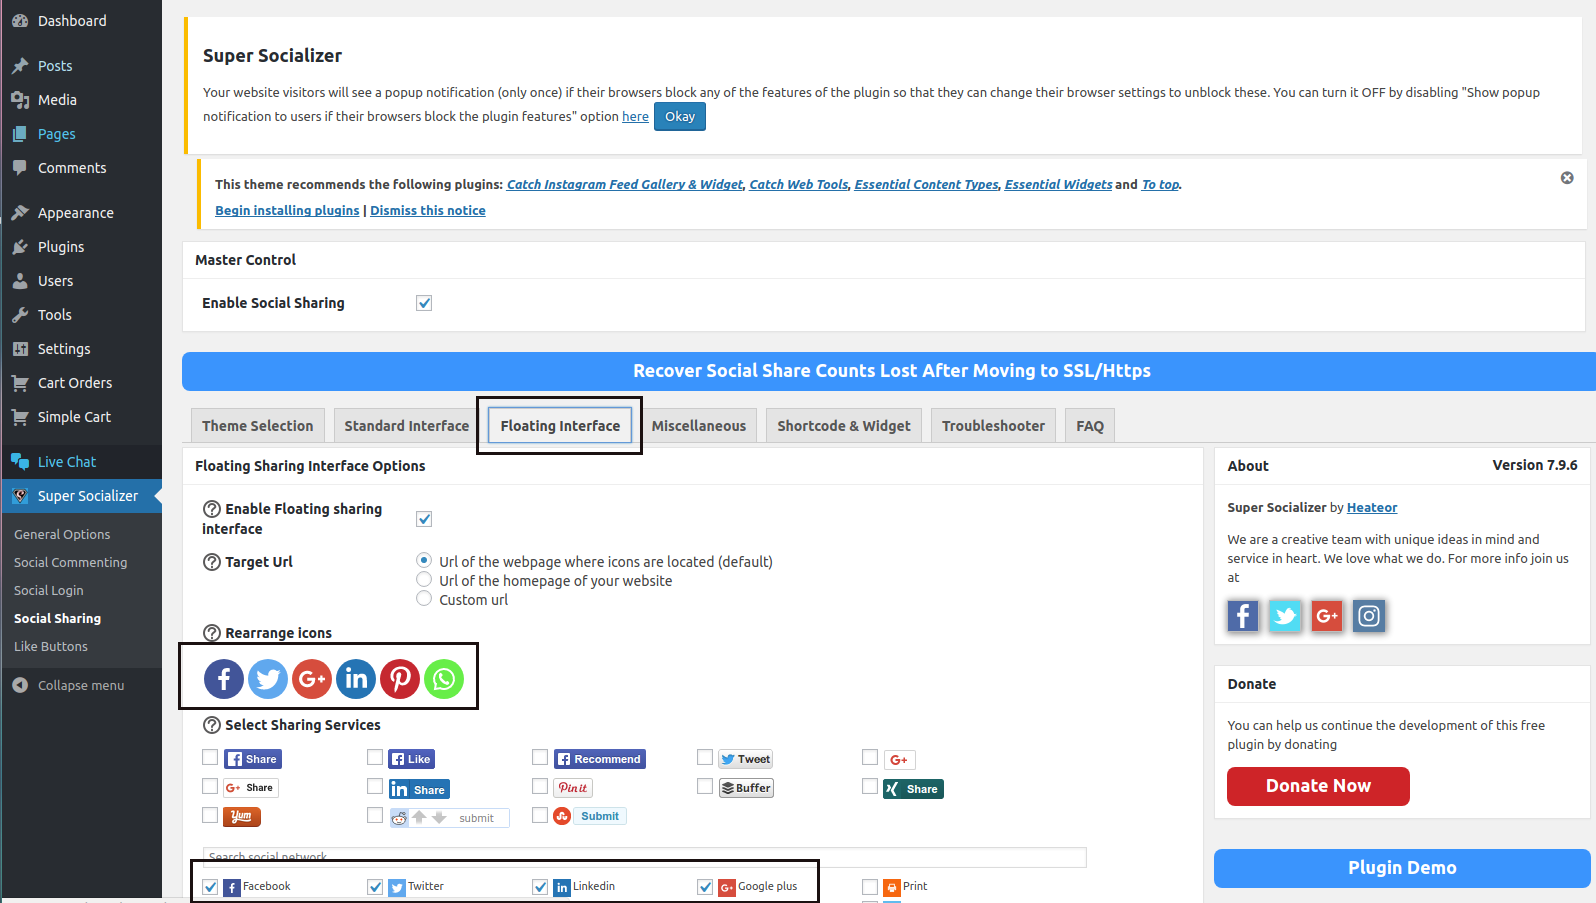 Dashboard
Posts
Media
Pages
Comments
Appearance
Plugins
Users
Tools
Settings
Cart Orders
Simple Cart
Live Chat
Super Socializer
General Options
Social Commenting
Social Login
Social Sharing
Like Buttons
Collapse menu
Super Socializer
Your website visitors will see a popup notification (only once) if their browsers block any of the features of the plugin so that they can change their browser settings to unblock these. You can turn it OFF by disabling "Show popup
notification to users if their browsers block the plugin features" option here Okay
This theme recommends the following plugins: Catch Instagram Feed Gallery & Widget, Catch Web Tools, Essential Content Types, Essential Widgets and To top.
Begin installing plugins | Dismiss this notice
Master Control
Enable Social Sharing
Recover Social Share Counts Lost After Moving to SSL/Https
Theme Selection Standard Interface Floating Interface Miscellaneous Shortcode & Widget Troubleshooter FAQ
Floating Sharing Interface Options
Enable Floating sharing
interface
Target Url
Url of the webpage where icons are located (default)
Url of the homepage of your website
Custom url
Rearrange icons
Select Sharing Services
Share Like Recommend Tweet G+
G+ Share in Share Pin it Buffer Share
Yum submit Submit
Search social network
Facebook Twitter Linkedin Google plus Print
About Version 7.9.6
Super Socializer by Heateor
We are a creative team with unique ideas in mind and
service in heart. We love what we do. For more info join us
at
Donate
You can help us continue the development of this free
plugin by donating
Donate Now
Plugin Demo